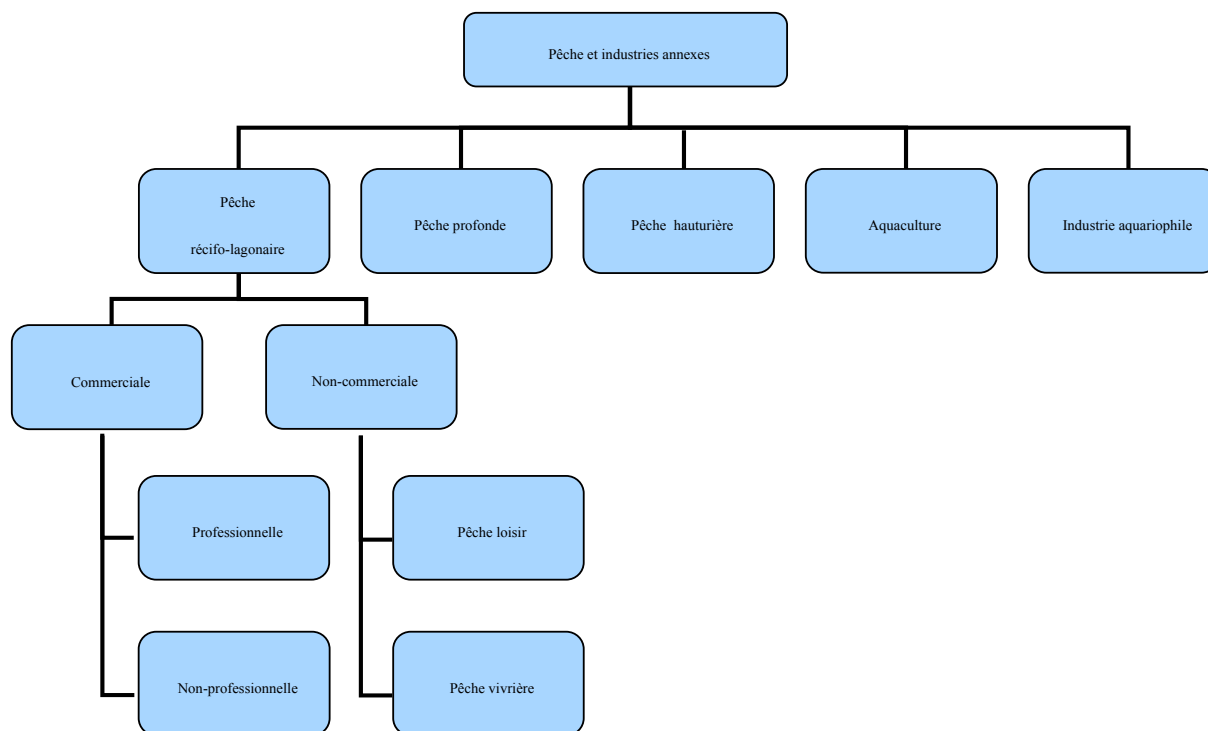 Pêche et industries annexes
Pêche
récifo-lagonaire
Pêche profonde
Pêche hauturière
Aquaculture
Industrie aquariophile
Commerciale
Non-commerciale
Professionnelle
Pêche loisir
Non-professionnelle
Pêche vivrière